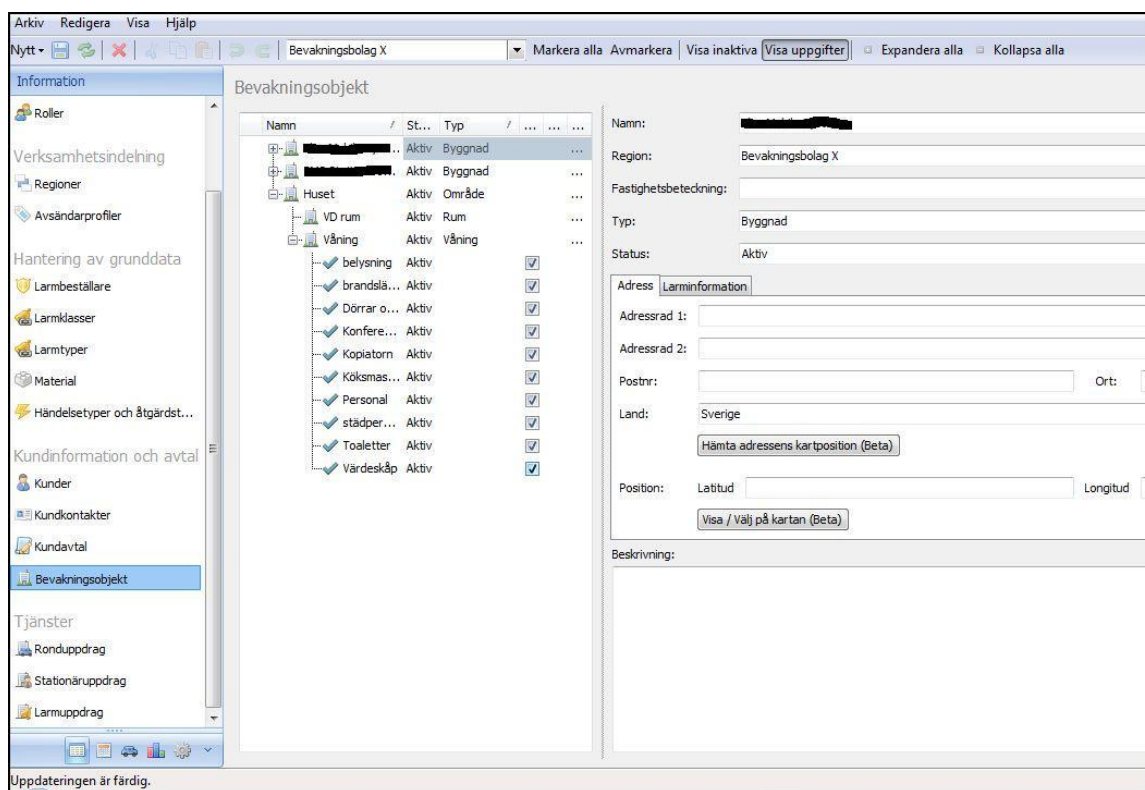 Arkiv Redigera Visa Hjälp
Nytt Bevakningsbolag X Markera alla Avmarkera Visa inaktiva Visa uppgifter Expandera alla Kollapsa alla
Information
Roller
Verksamhetsindelning
Regioner
Avsändarprofiler
Hantering av grunddata
Larmbeställare
Larmklasser
Larmtyper
Material
Händelsetyper och åtgärdst...
Kundinformation och avtal
Kunder
Kundkontakter
Kundavtal
Bevakningsobjekt
Tjänster
Ronduppdrag
Stationäruppdrag
Larmuppdrag
Bevakningsobjekt
Namn / St... Typ / ... ... ...
.. Aktiv Byggnad ...
. Aktiv Byggnad ...
Huset Aktiv Område ...
VD rum Aktiv Rum ...
Våning Aktiv Våning ...
belysning Aktiv
brandslä... Aktiv
Dörrar o... Aktiv
Konfere... Aktiv
Kopiatorn Aktiv
Köksmas... Aktiv
Personal Aktiv
städper... Aktiv
Toaletter Aktiv
Värdeskåp Aktiv
Namn:
Region: Bevakningsbolag X
Fastighetsbeteckning:
Typ: Byggnad
Status: Aktiv
Adress Larminformation
Adressrad 1:
Adressrad 2:
Postnr: Ort:
Land: Sverige
Hämta adressens kartposition (Beta)
Position: Latitud Longitud
Visa / Välj på kartan (Beta)
Beskrivning:
Uppdateringen är färdig.